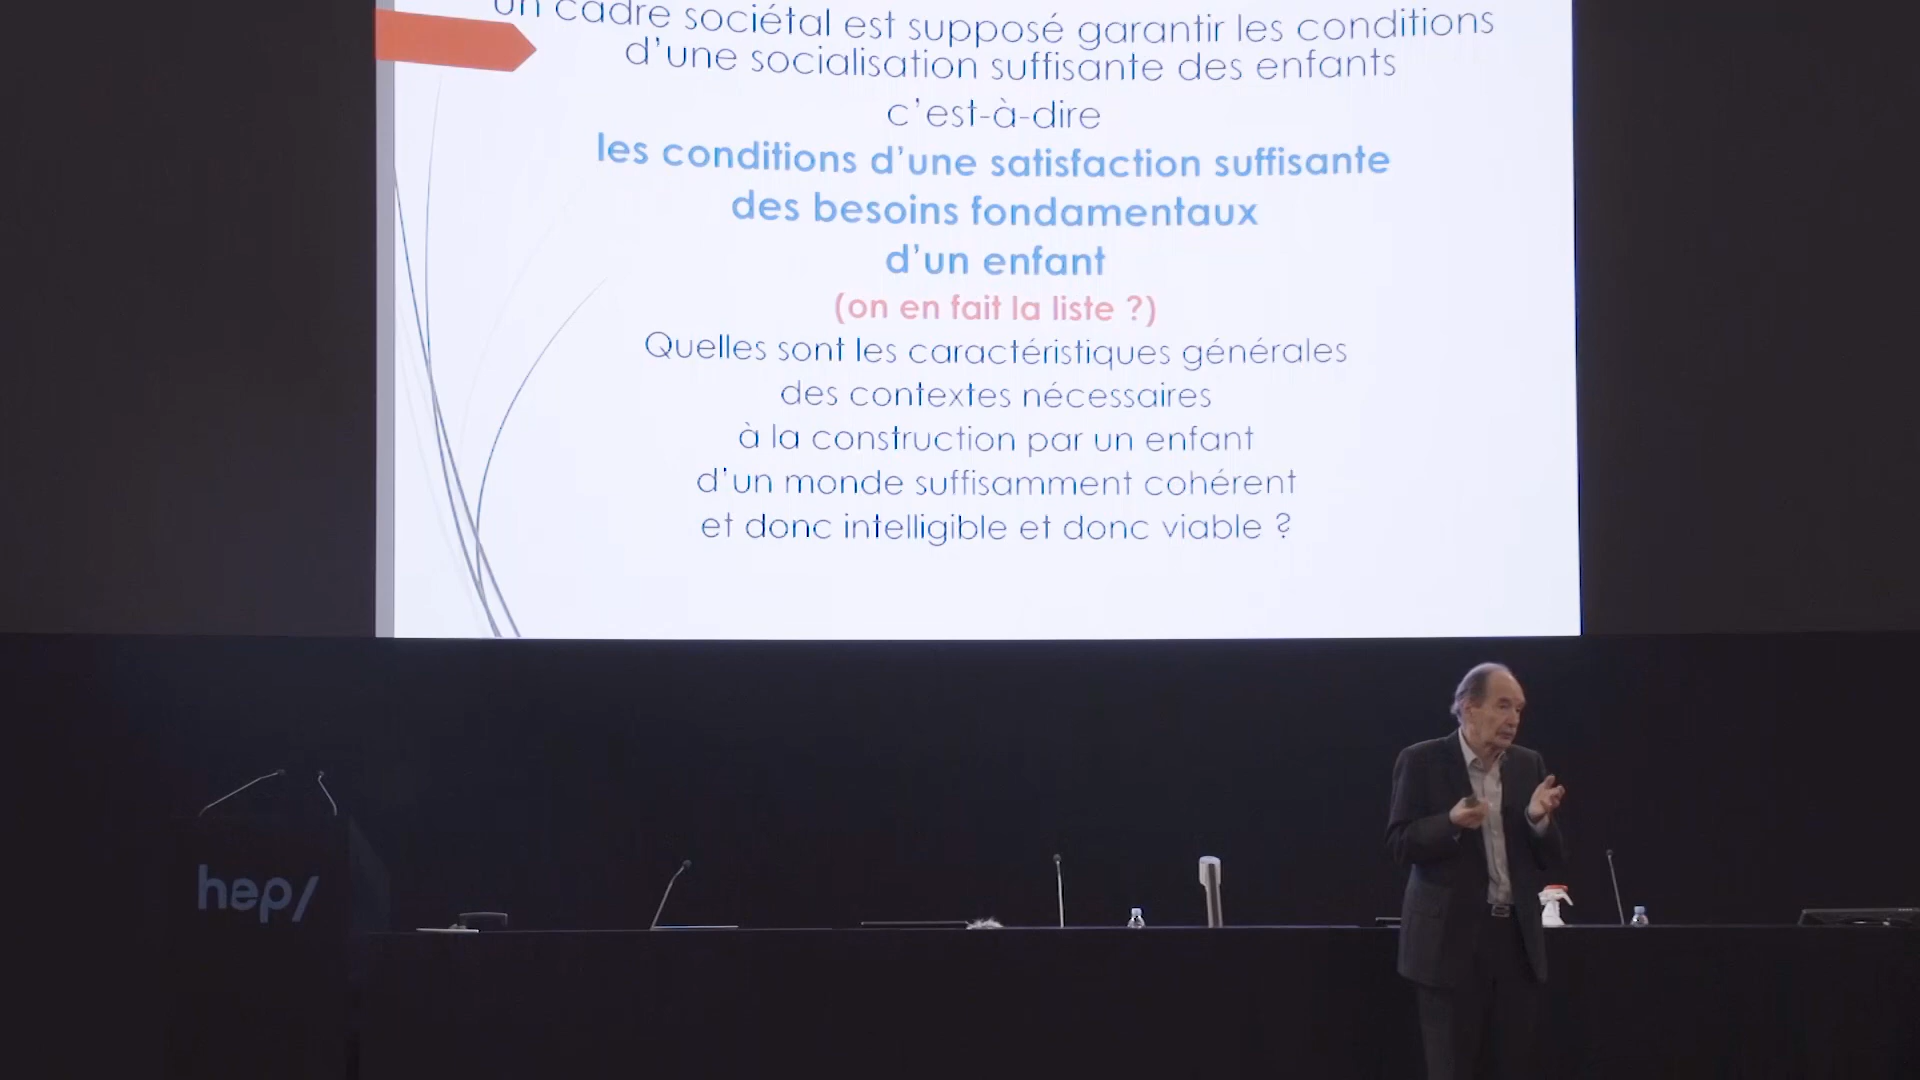 un cadre sociétal est supposé garantir les conditions
d'une socialisation suffisante des enfants
c'est-à-dire
les conditions d'une satisfaction suffisante
des besoins fondamentaux
d'un enfant
(on en fait la liste ?)
Quelles sont les caractéristiques générales
des contextes nécessaires
à la construction par un enfant
d'un monde suffisamment cohérent
et donc intelligible et donc viable ?
hep/